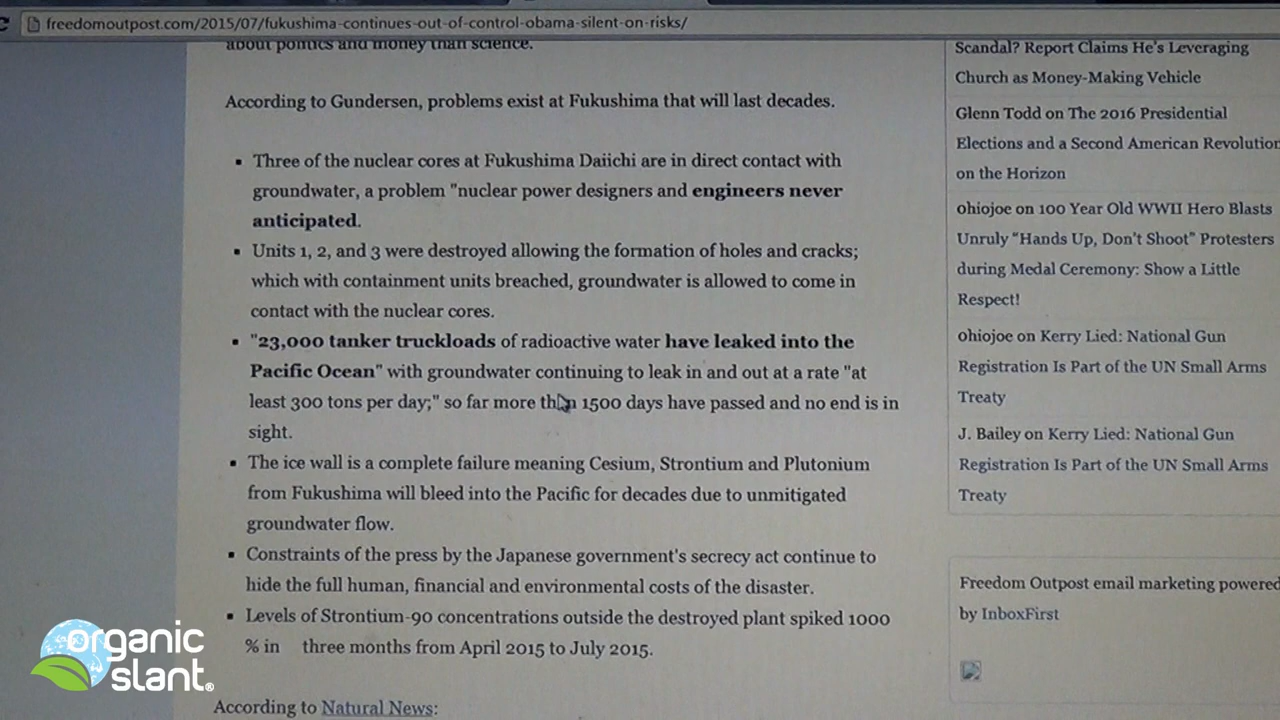 freedomoutpost.com/2015/07/fukushima-continues-out-of-control-obama-silent-on-risks/
about politics and money than science.
According to Gundersen, problems exist at Fukushima that will last decades.
▪ Three of the nuclear cores at Fukushima Daiichi are in direct contact with
groundwater, a problem "nuclear power designers and engineers never
anticipated.
▪ Units 1, 2, and 3 were destroyed allowing the formation of holes and cracks;
which with containment units breached, groundwater is allowed to come in
contact with the nuclear cores.
▪ "23,000 tanker truckloads of radioactive water have leaked into the
Pacific Ocean" with groundwater continuing to leak in and out at a rate "at
least 300 tons per day;" so far more than 1500 days have passed and no end is in
sight.
▪ The ice wall is a complete failure meaning Cesium, Strontium and Plutonium
from Fukushima will bleed into the Pacific for decades due to unmitigated
groundwater flow.
▪ Constraints of the press by the Japanese government's secrecy act continue to
hide the full human, financial and environmental costs of the disaster.
▪ Levels of Strontium-90 concentrations outside the destroyed plant spiked 1000
% in three months from April 2015 to July 2015.
According to Natural News:
Scandal? Report Claims He's Leveraging
Church as Money-Making Vehicle
Glenn Todd on The 2016 Presidential
Elections and a Second American Revolution
on the Horizon
ohiojoe on 100 Year Old WWII Hero Blasts
Unruly “Hands Up, Don't Shoot” Protesters
during Medal Ceremony: Show a Little
Respect!
ohiojoe on Kerry Lied: National Gun
Registration Is Part of the UN Small Arms
Treaty
J. Bailey on Kerry Lied: National Gun
Registration Is Part of the UN Small Arms
Treaty
Freedom Outpost email marketing powered
by InboxFirst
organic
slant®